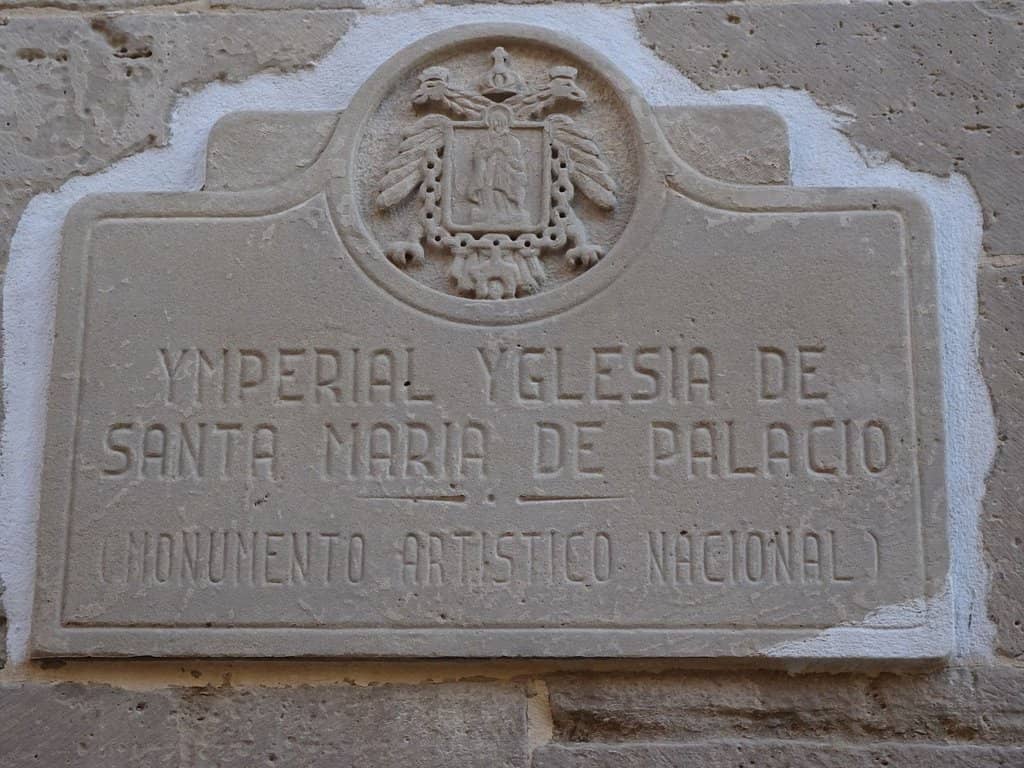 YMPERIAL YGLESIA DE
SANTA MARIA DE PALACIO
(MONUMENTO ARTISTICO NACIONAL)